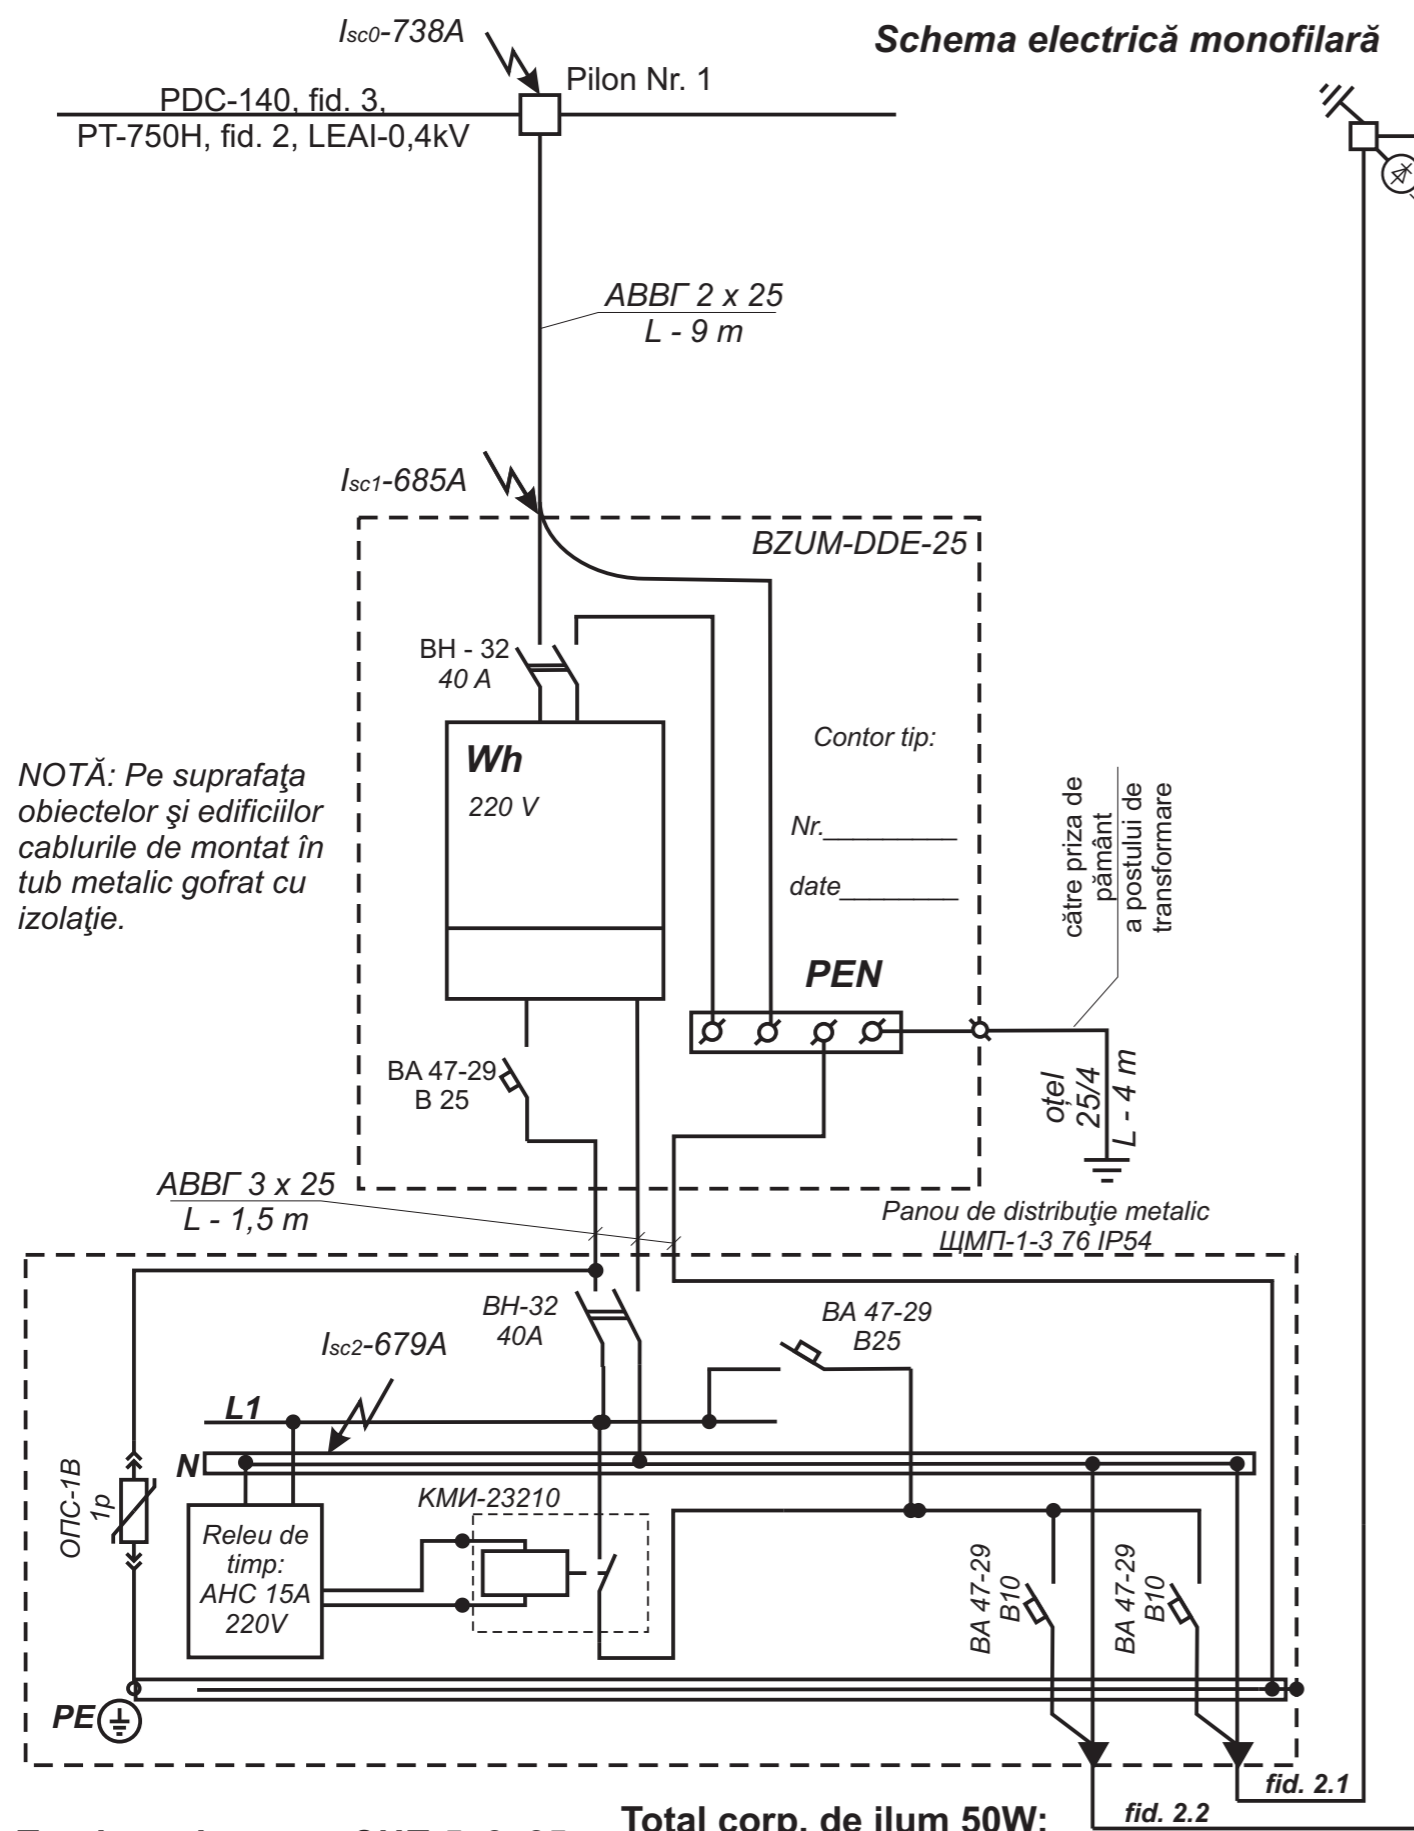 Schema electrică monofilară
Isc0-738A
Pilon Nr. 1
PDC-140, fid. 3,
PT-750H, fid. 2, LEAI-0,4kV
АВВГ 2 x 25
L - 9 m
Isc1-685A
BZUM-DDE-25
ВН - 32
40 A
Wh
220 V
Contor tip:
Nr.________
date________
NOTĂ: Pe suprafaţa
obiectelor şi edificiilor
cablurile de montat în
tub metalic gofrat cu
izolaţie.
către priza de
pământ
a postului de
transformare
PEN
ВА 47-29
B 25
oțel
25/4
L - 4 m
АВВГ 3 x 25
L - 1,5 m
Panou de distribuţie metalic
ЩМП-1-3 76 IP54
ВН-32
40A
ВА 47-29
B25
Isc2-679A
L1
N
ОПС-1В
1p
КМИ-23210
Releu de
timp:
AHC 15A
220V
ВА 47-29
B10
ВА 47-29
B10
PE
fid. 2.1
fid. 2.2
Total corp. de ilum 50W: